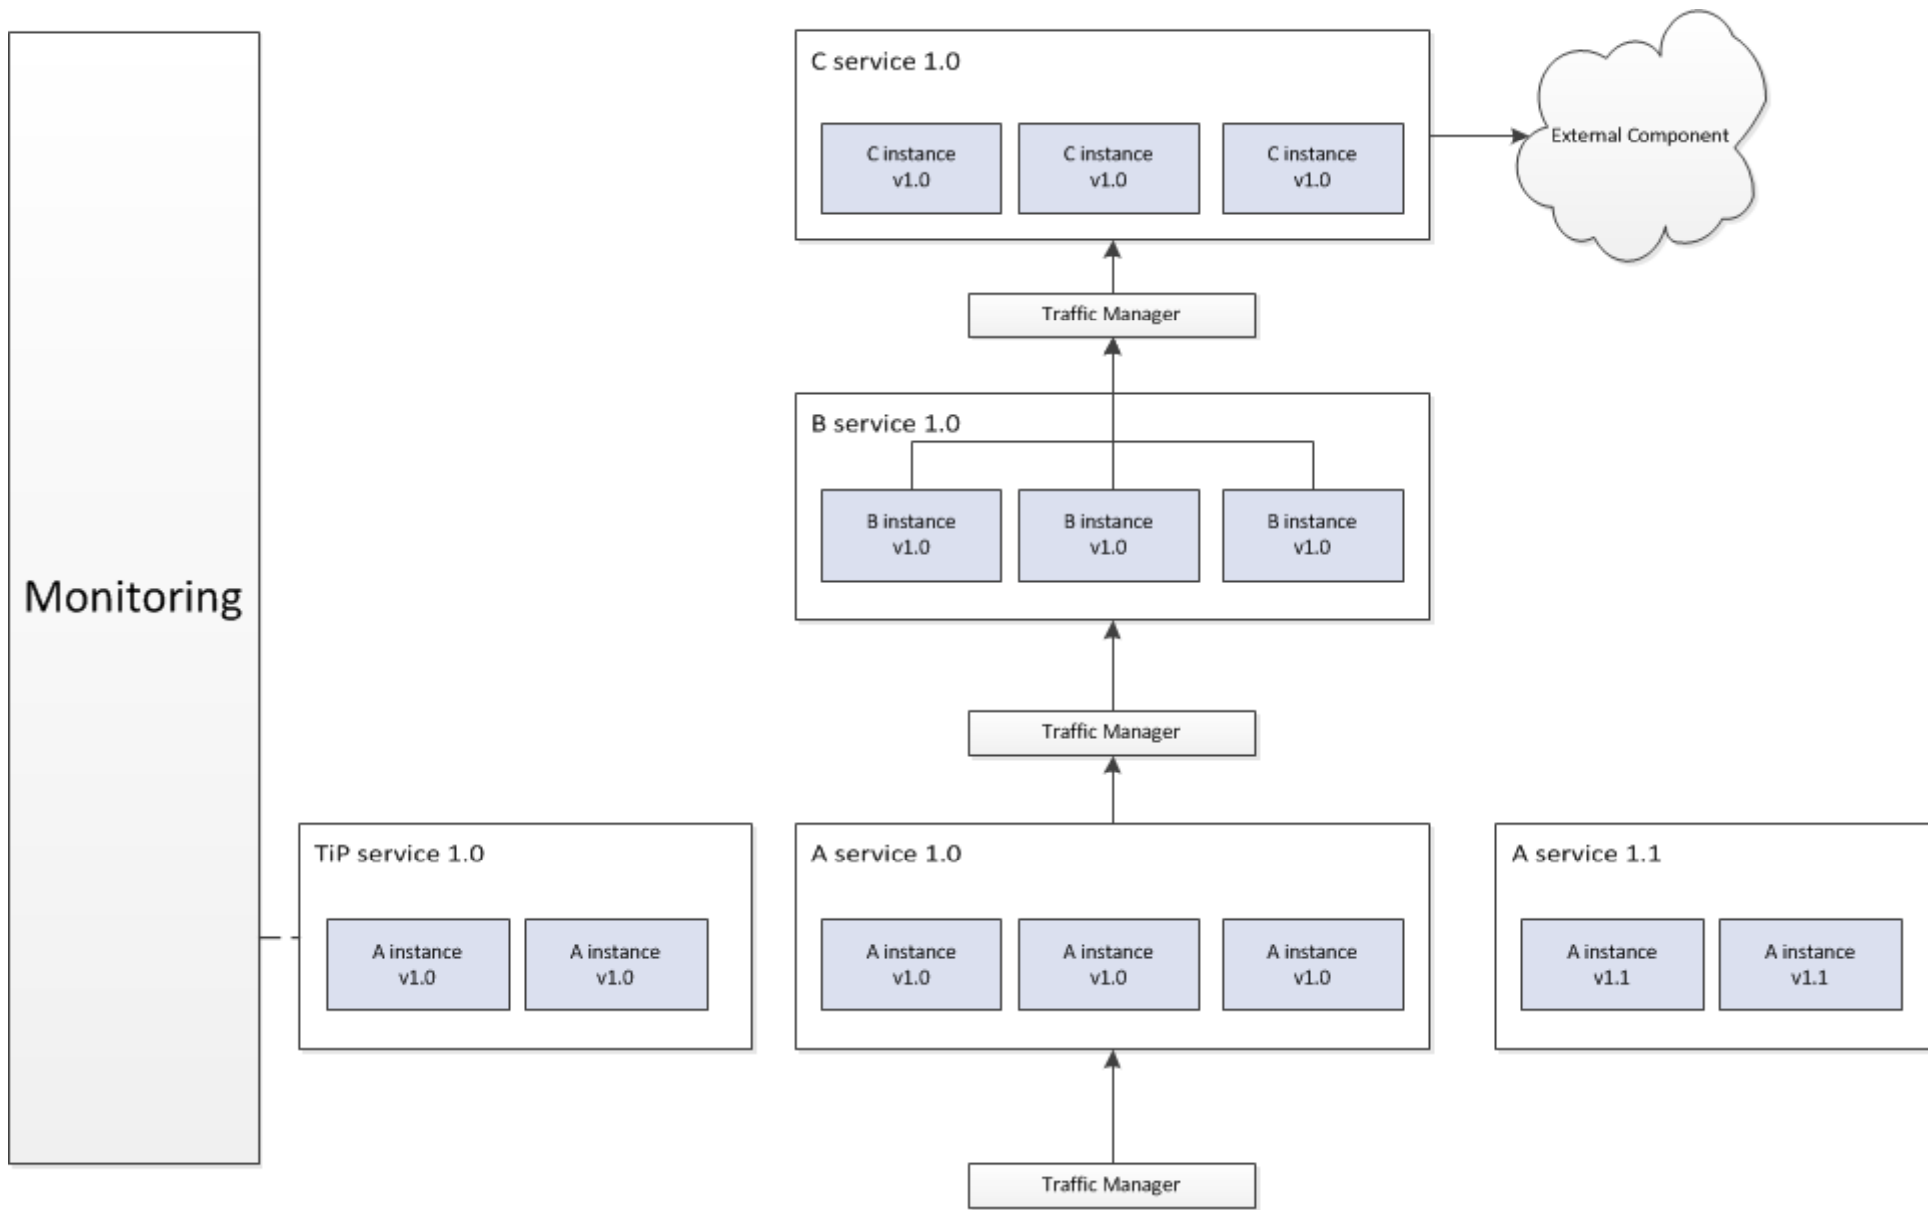 C service 1.0
C instance
v1.0
C instance
v1.0
C instance
v1.0
External Component
Traffic Manager
B service 1.0
B instance
v1.0
B instance
v1.0
B instance
v1.0
Monitoring
Traffic Manager
TiP service 1.0
A instance
v1.0
A instance
v1.0
A service 1.0
A instance
v1.0
A instance
v1.0
A instance
v1.0
A service 1.1
A instance
v1.1
A instance
v1.1
Traffic Manager